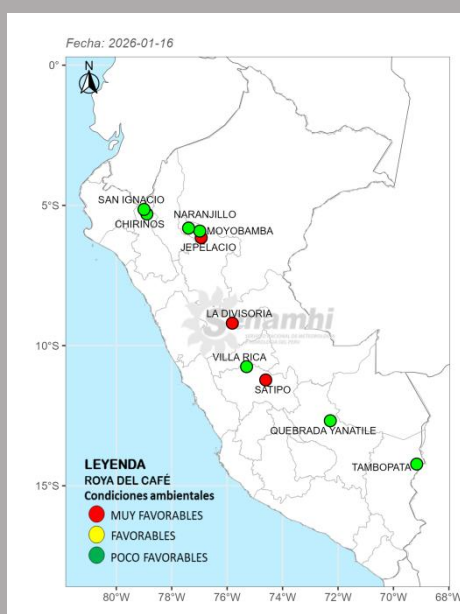 Fecha: 2026-01-16
N
0°
5°S
10°S
15°S
SAN IGNACIO
CHIRINOS
NARANJILLO
MOYOBAMBA
JEPELACIO
LA DIVISORIA
Senamhi
VILLA RICA
SATIPO
QUEBRADA YANATILE
TAMBOPATA
LEYENDA
ROYA DEL CAFÉ
Condiciones ambientales
MUY FAVORABLES
FAVORABLES
POCO FAVORABLES
80°W 78°W 76°W 74°W 72°W 70°W 68°W